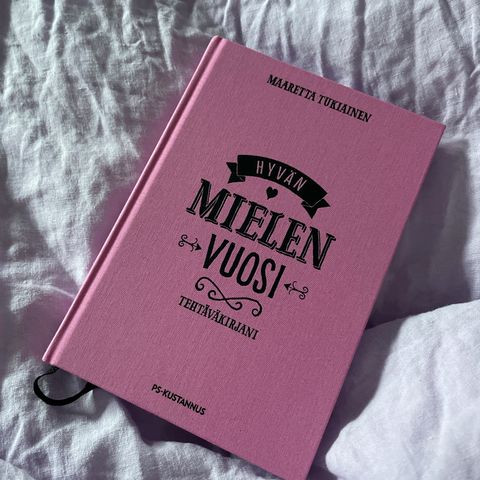 MAARETTA TUKIAINEN
HYVÄN
MIELEN
VUOSI
TEHTÄVÄKIRJANI
PS-KUSTANNUS